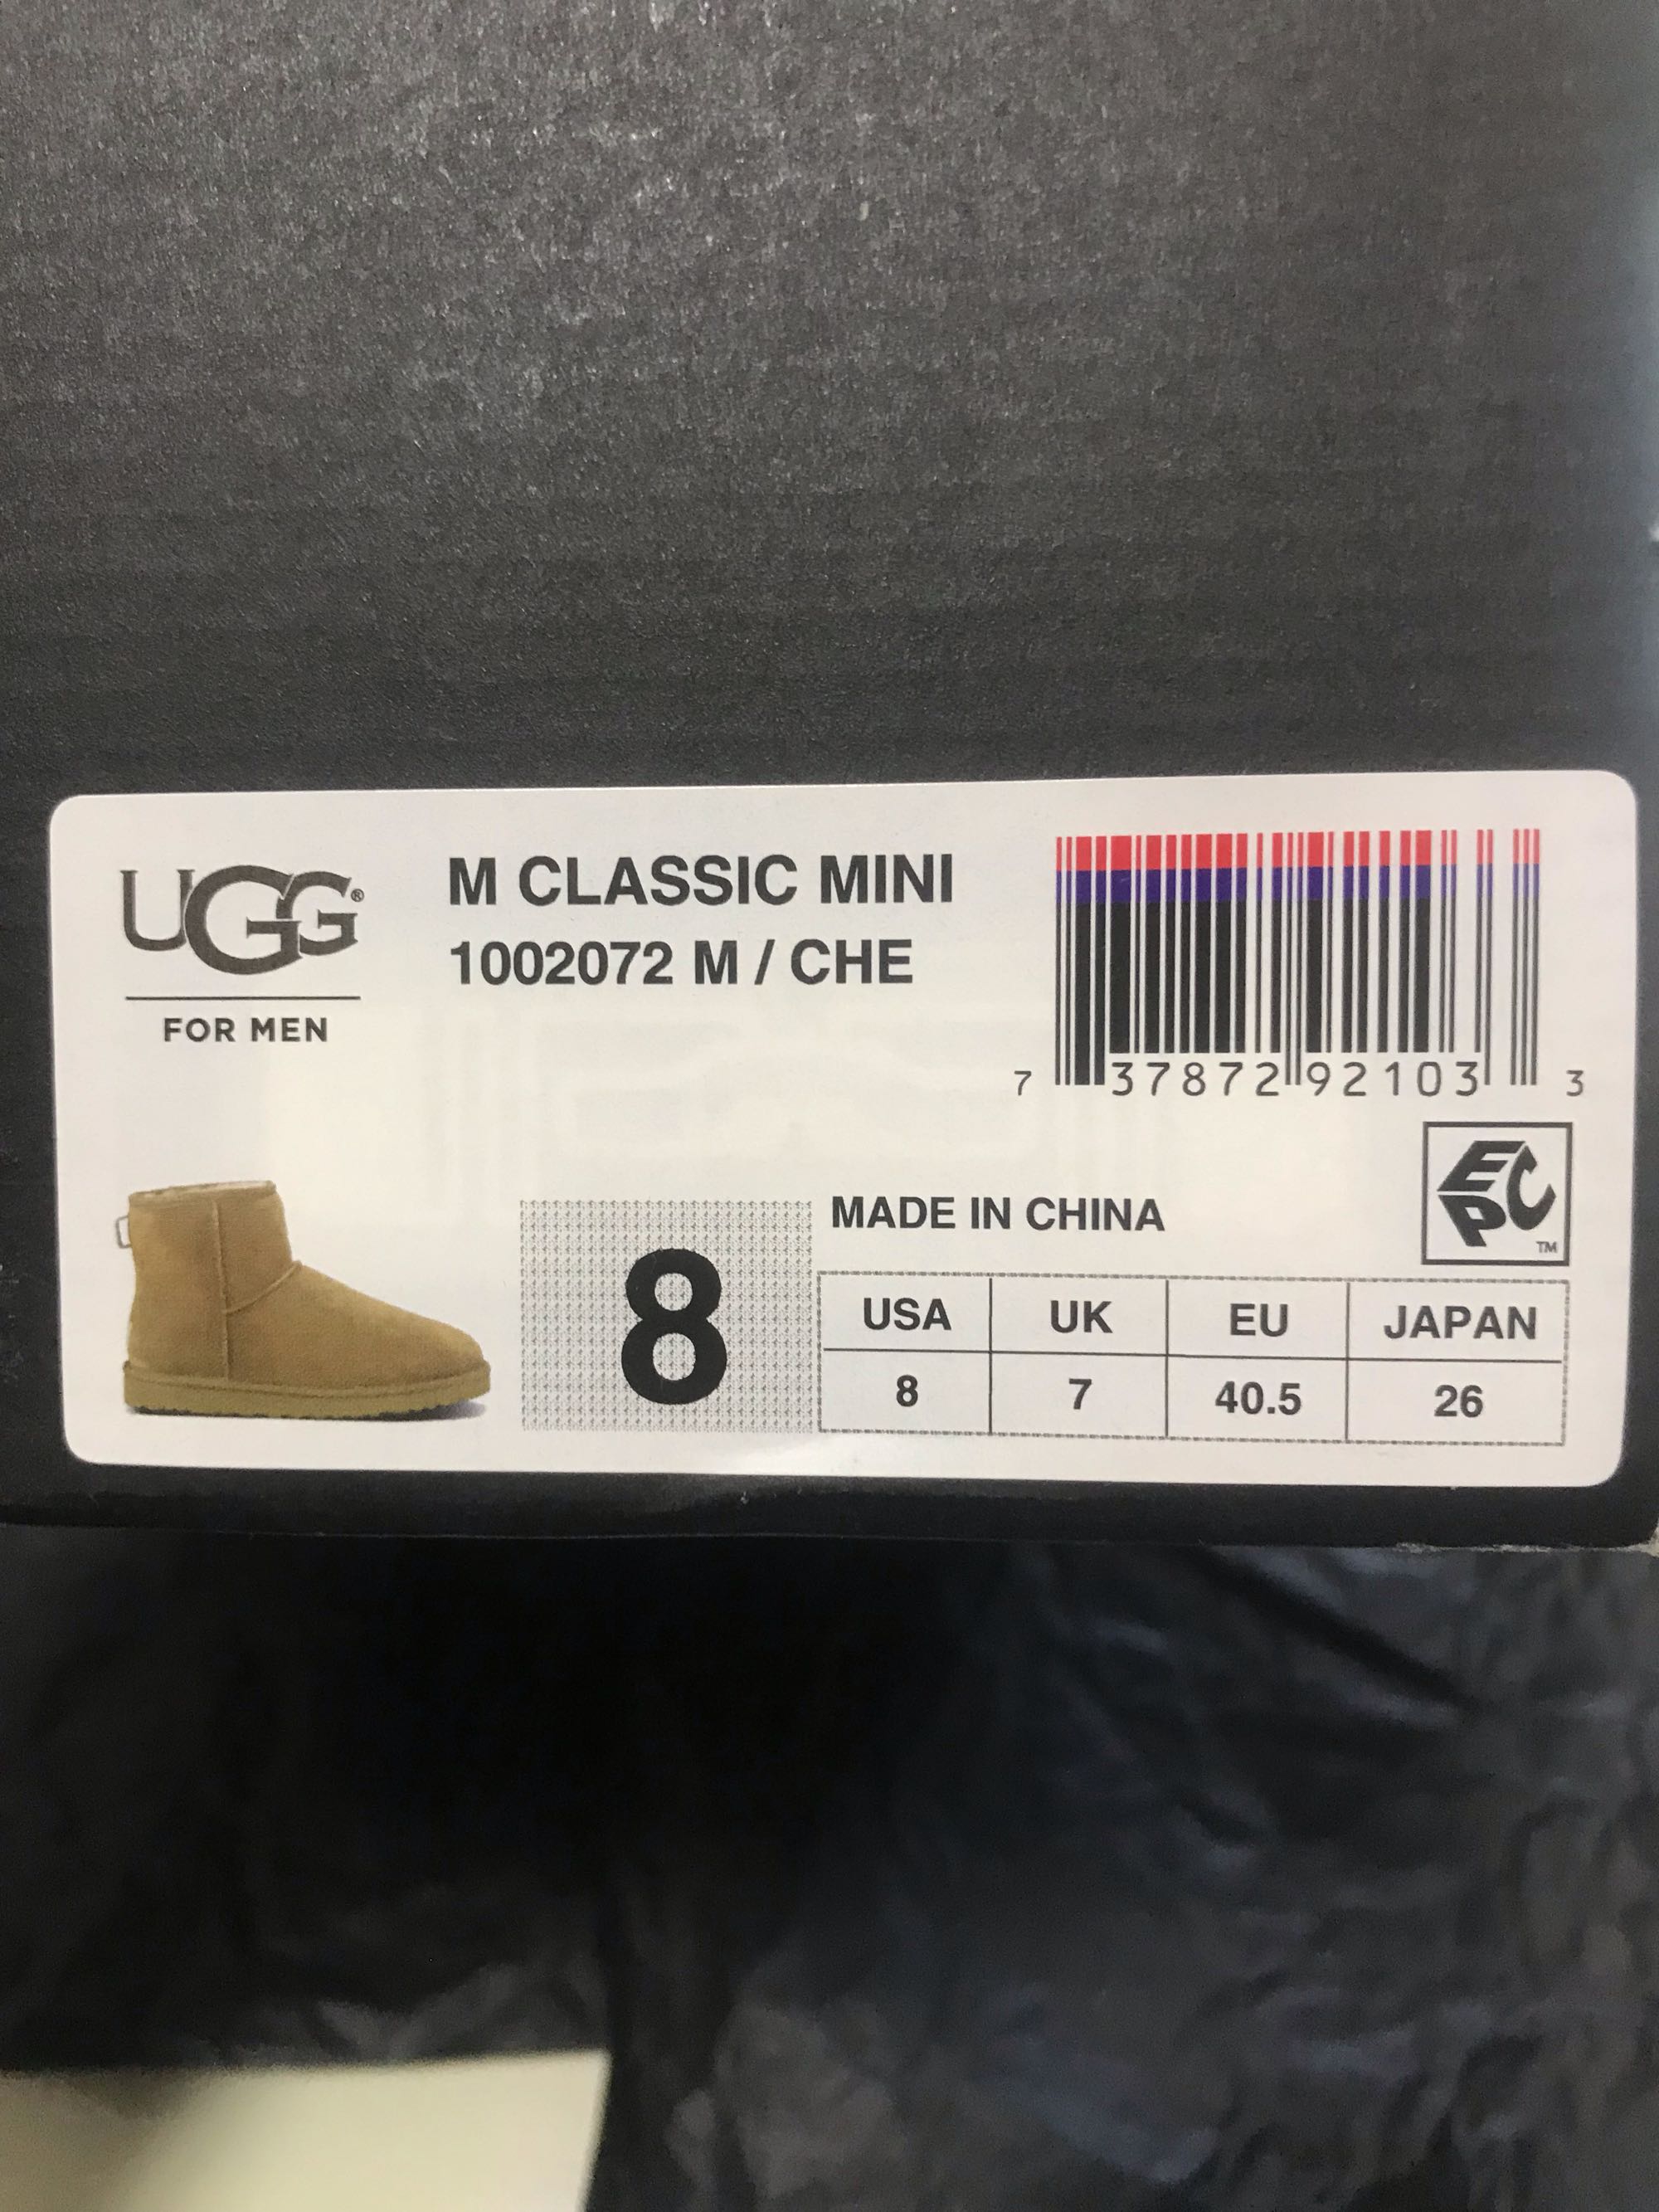 UGG®
FOR MEN
M CLASSIC MINI
1002072 M / CHE
7 37872 92103 3
EPC
TM
MADE IN CHINA
8
USA UK EU JAPAN
8 7 40.5 26